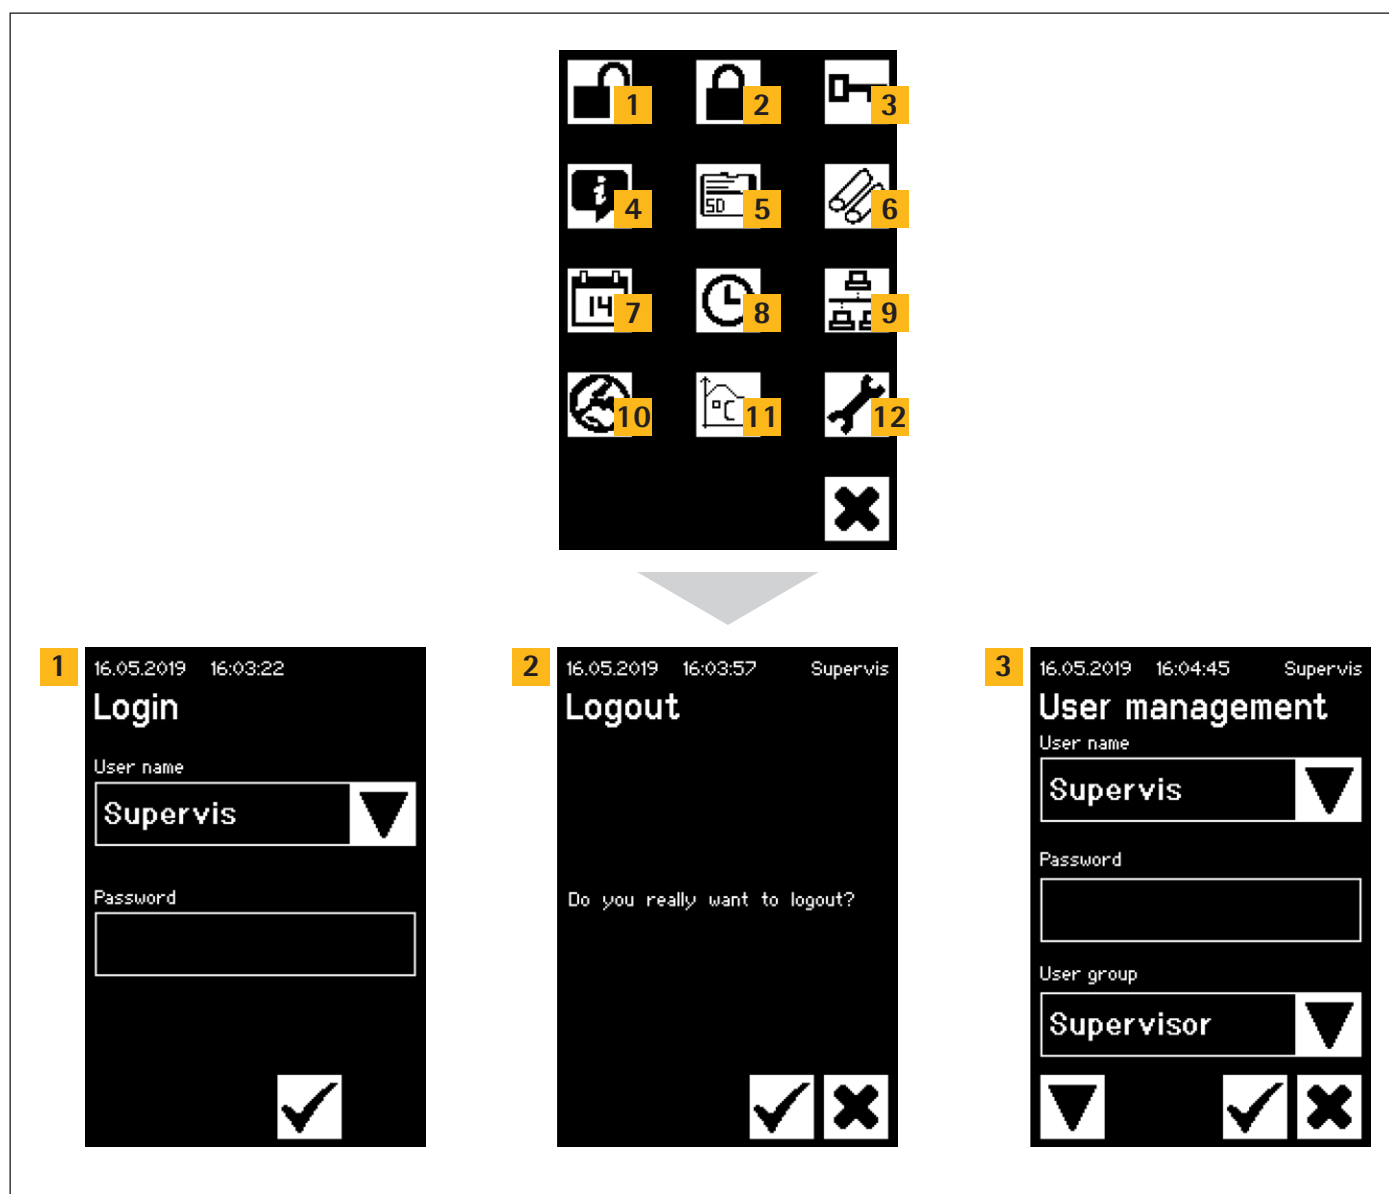 1 2 3
i SD
4 5 6
14
7 8 9
°C
10 11 12
1
16.05.2019 16:03:22
Login
User name
Supervis
Password
2
16.05.2019 16:03:57 Supervis
Logout
Do you really want to logout?
3
16.05.2019 16:04:45 Supervis
User management
User name
Supervis
Password
User group
Supervisor